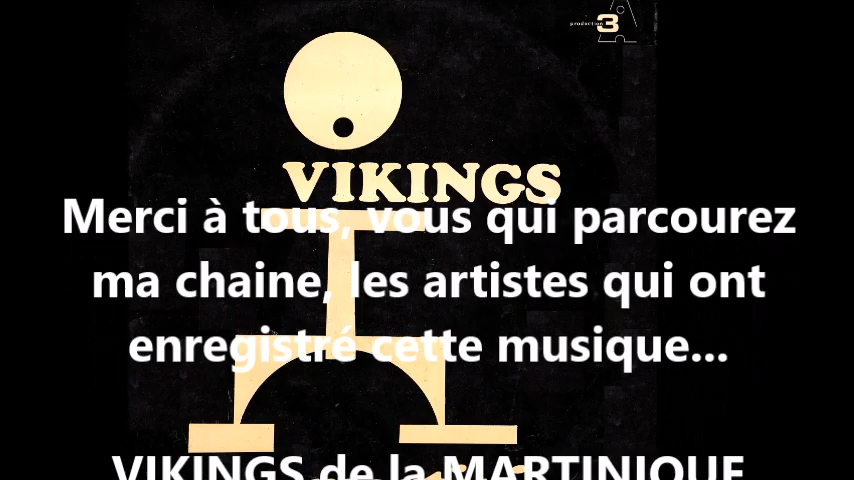 production 3A
VIKINGS
Merci à tous, vous qui parcourez
ma chaine, les artistes qui ont
enregistré cette musique...
VIKINGS de la MARTINIQUE